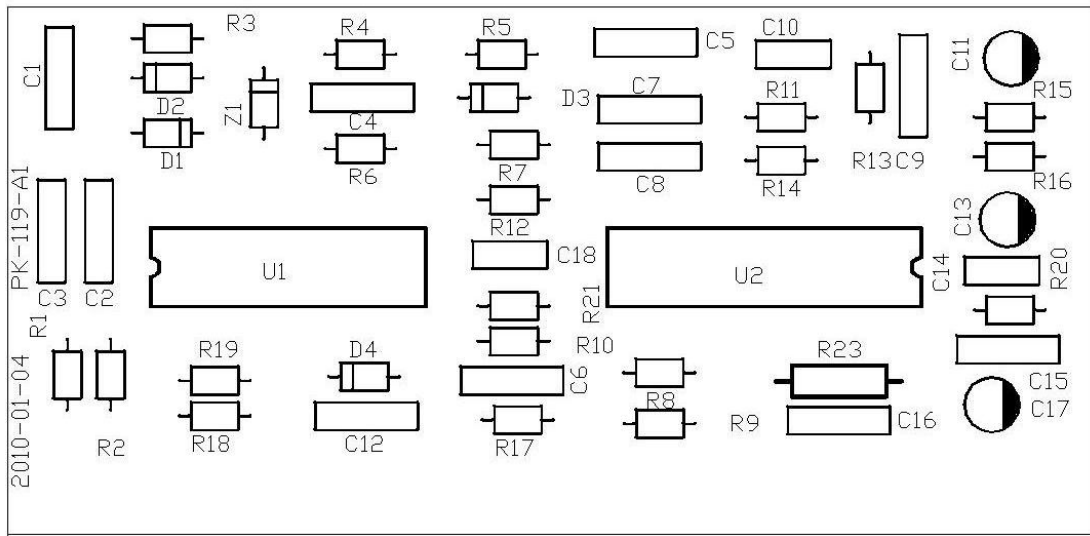 R3
R4
R5
C10
C5
C11
C1
D2
Z1
D3
C7
R11
R15
C4
D1
R6
R7
C8
R14
R13
C9
R16
PK-119-A1
R12
C13
U1
C18
U2
C14
R20
C3
C2
R21
R1
R19
D4
R10
R23
C6
C15
2010-01-04
R8
C17
R2
R18
C12
R17
R9
C16